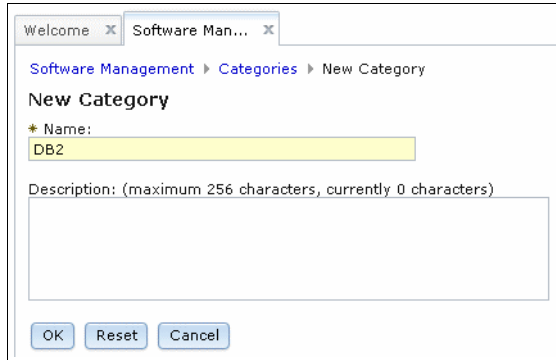 Welcome X Software Man... X
Software Management Categories New Category
New Category
* Name:
DB2
Description: (maximum 256 characters, currently 0 characters)
OK Reset Cancel